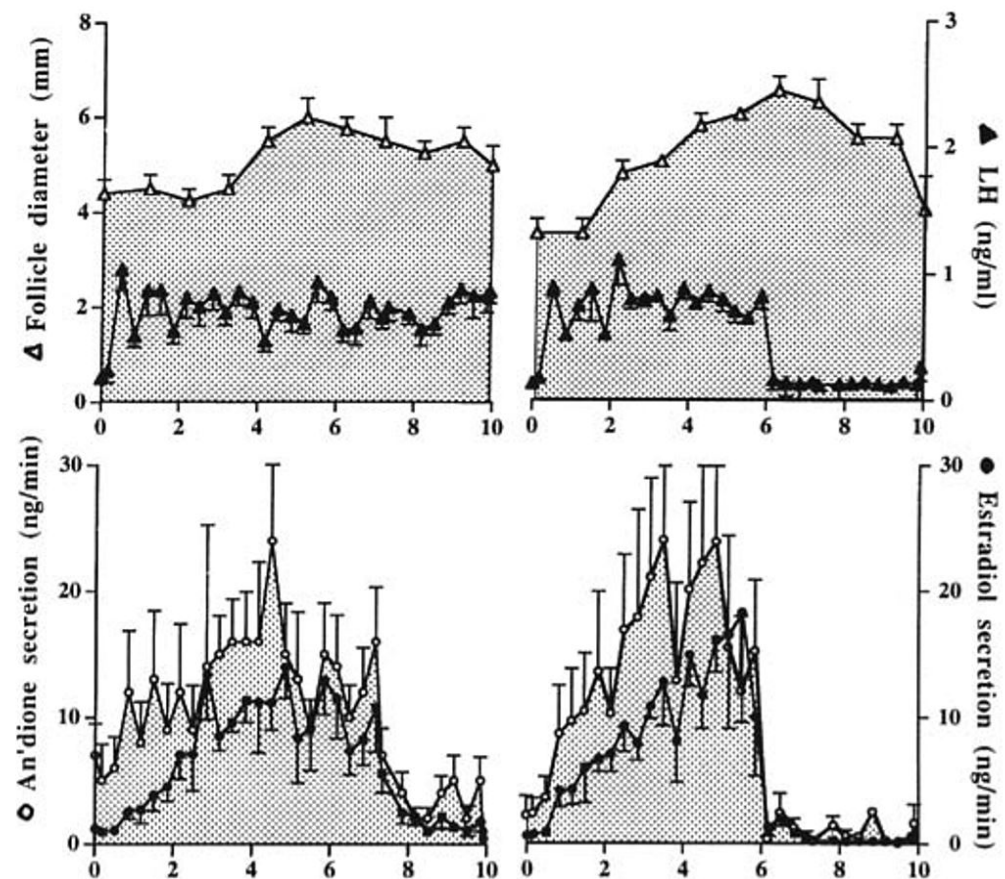 Δ Follicle diameter (mm)
8
6
4
2
0
0 2 4 6 8 10
3
2
1
0
0 2 4 6 8 10
▲ LH (ng/ml)
O An'dione secretion (ng/min)
30
20
10
0
0 2 4 6 8 10
30
20
10
0
0 2 4 6 8 10
● Estradiol secretion (ng/min)